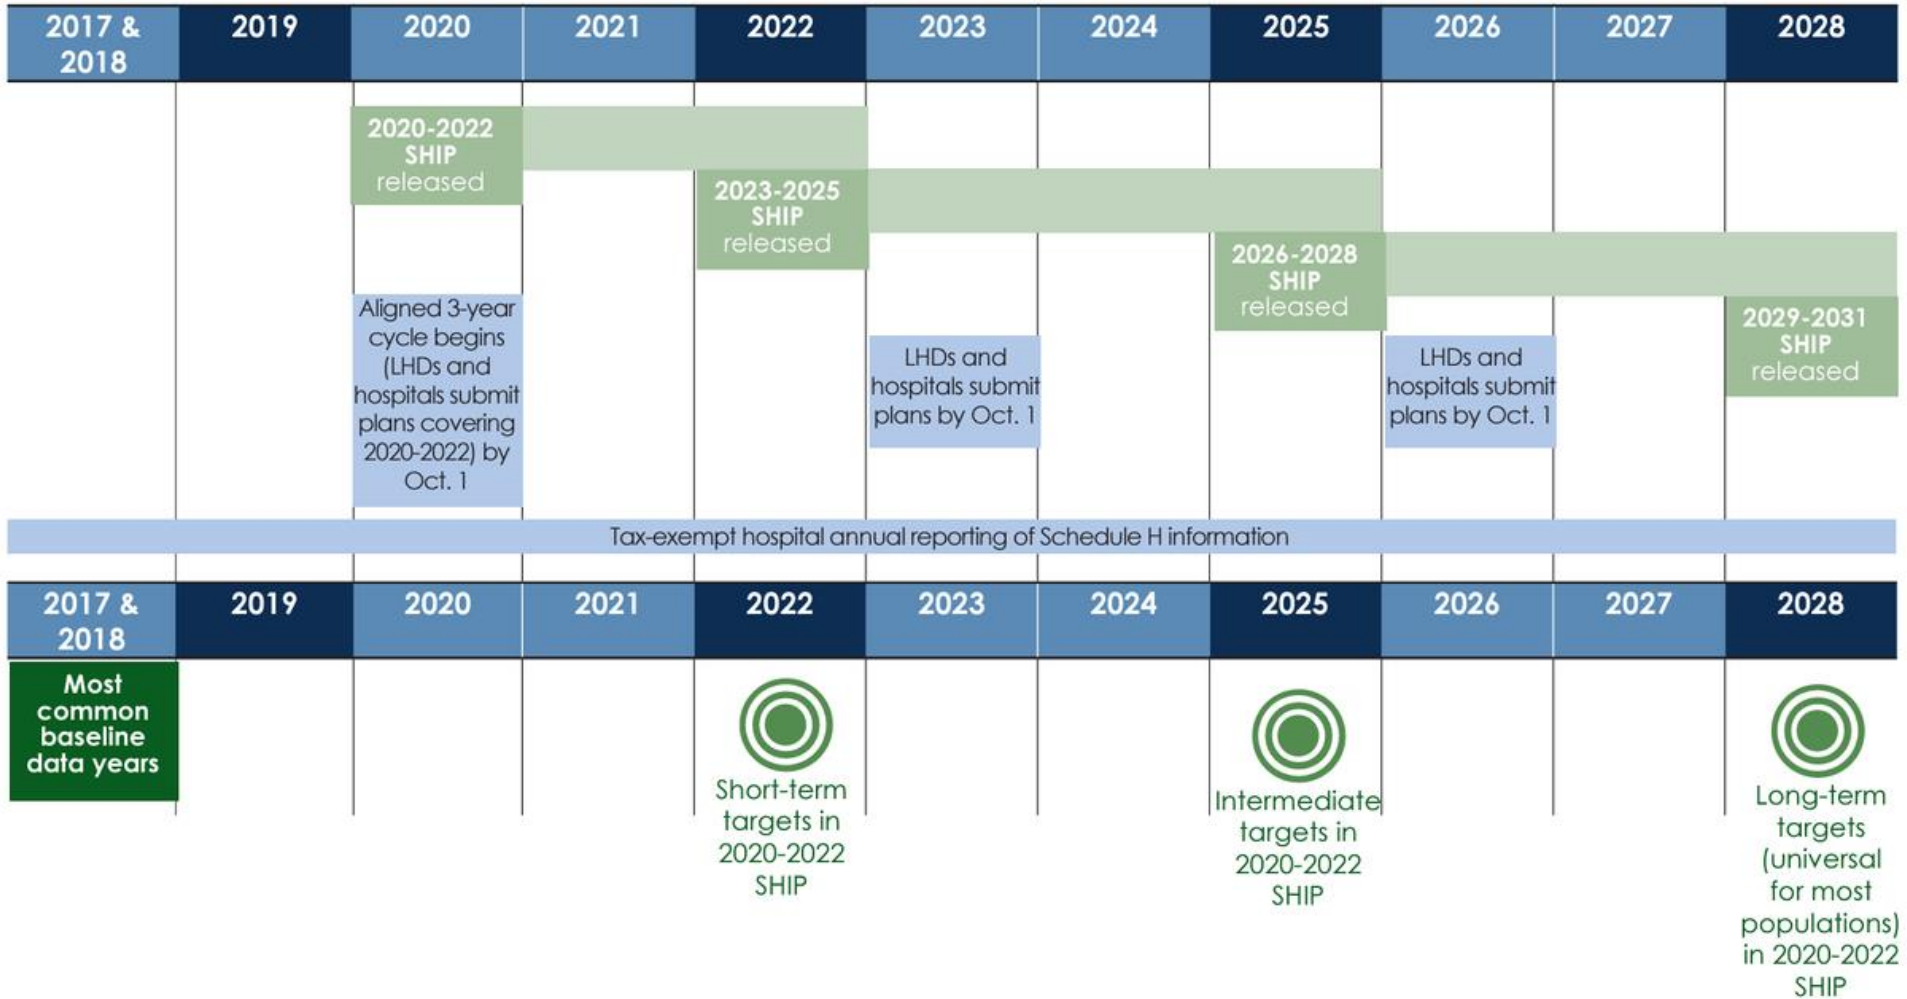 2017 & 2018 2019 2020 2021 2022 2023 2024 2025 2026 2027 2028
2020-2022
SHIP
released
2023-2025
SHIP
released
2026-2028
SHIP
released
2029-2031
SHIP
released
Aligned 3-year
cycle begins
(LHDs and
hospitals submit
plans covering
2020-2022) by
Oct. 1
LHDs and
hospitals submit
plans by Oct. 1
LHDs and
hospitals submit
plans by Oct. 1
Tax-exempt hospital annual reporting of Schedule H information
2017 & 2018 2019 2020 2021 2022 2023 2024 2025 2026 2027 2028
Most
common
baseline
data years
Short-term
targets in
2020-2022
SHIP
Intermediate
targets in
2020-2022
SHIP
Long-term
targets
(universal
for most
populations)
in 2020-2022
SHIP